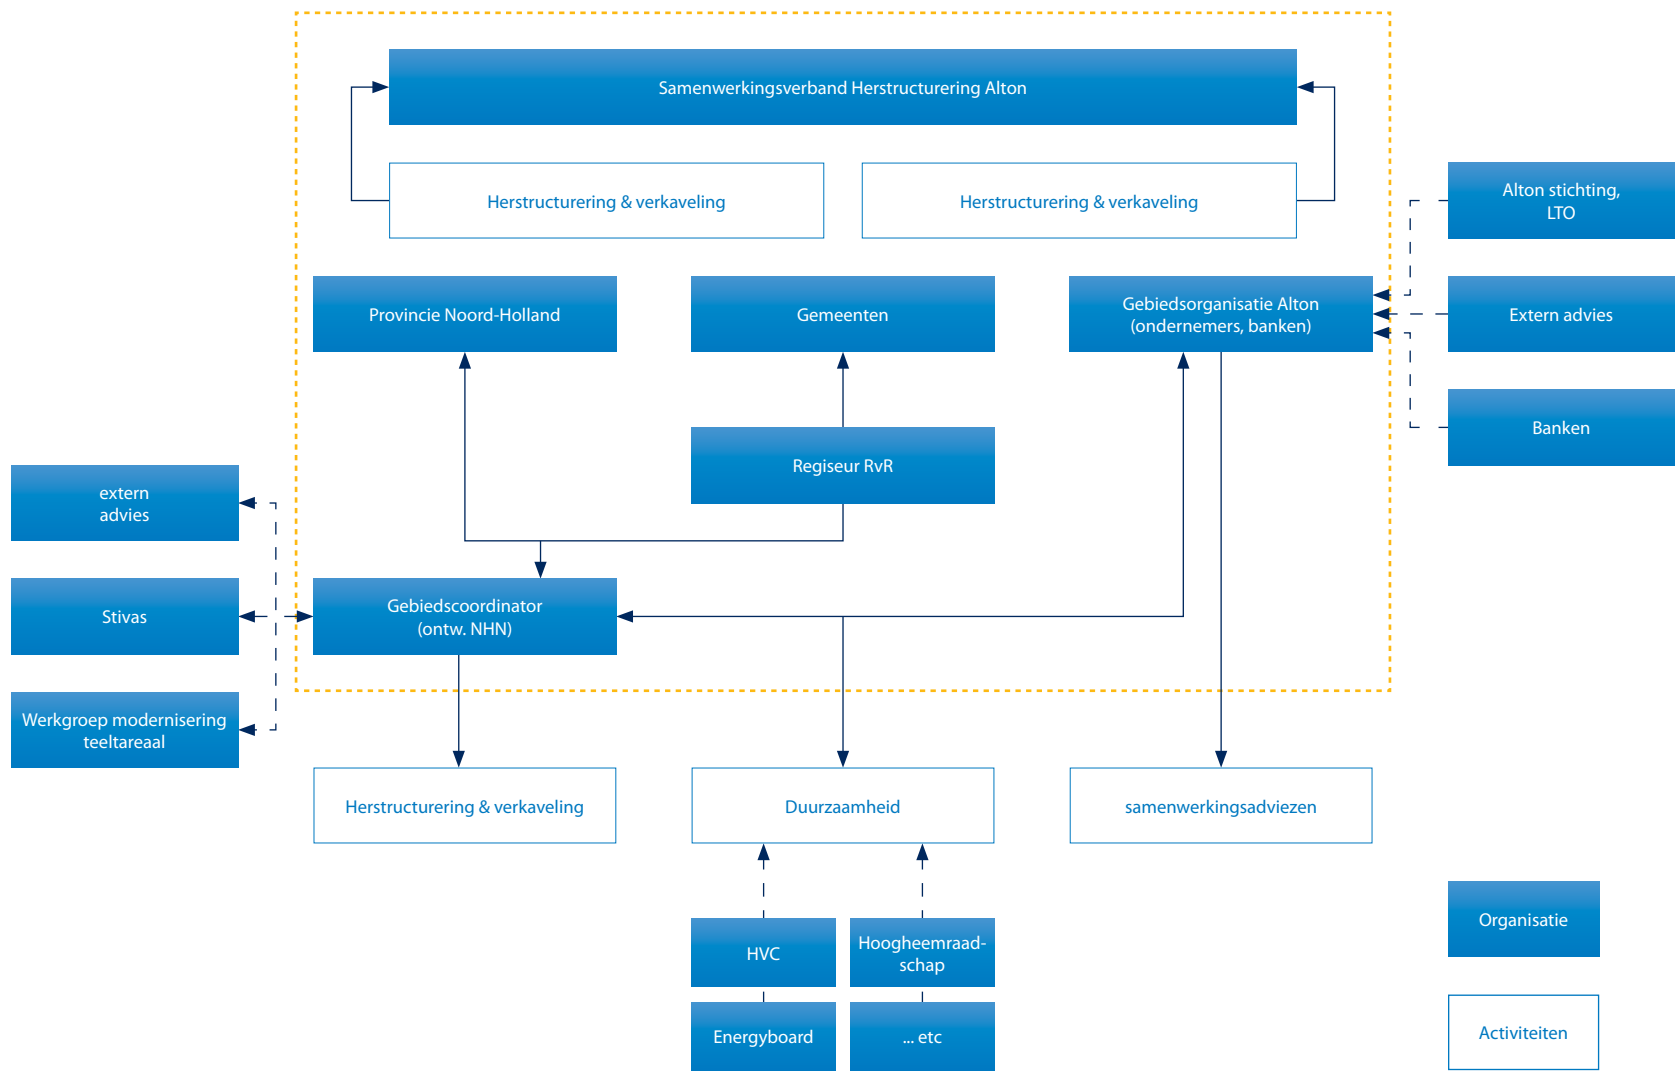 Samenwerkingsverband Herstructurering Alton
Herstructurering & verkaveling
Herstructurering & verkaveling
Alton stichting,
LTO
Provincie Noord-Holland
Gemeenten
Gebiedsorganisatie Alton
(ondernemers, banken)
Extern advies
Banken
Regiseur RvR
extern
advies
Stivas
Gebiedscoordinator
(ontw. NHN)
Werkgroep modernisering
teeltareaal
Herstructurering & verkaveling
Duurzaamheid
samenwerkingsadviezen
HVC
Hoogheemraad-
schap
Energyboard
... etc
Organisatie
Activiteiten